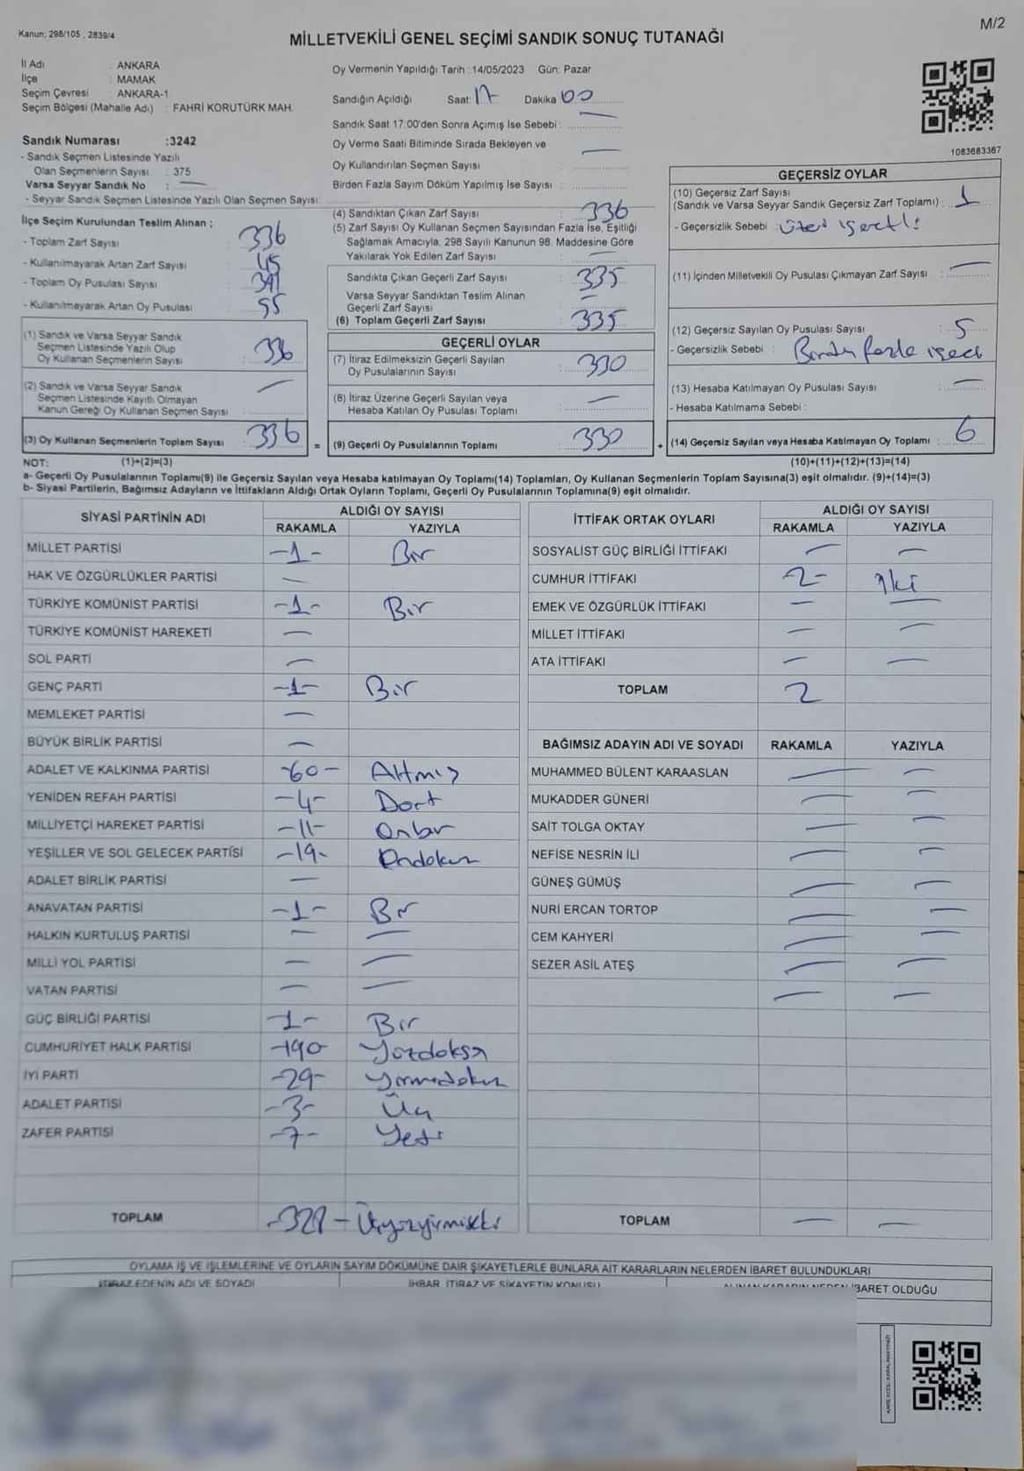 Kanun; 298/105 , 2839/4
M/2
MİLLETVEKİLİ GENEL SEÇİMİ SANDIK SONUÇ TUTANAĞI
İl Adı : ANKARA
İlçe : MAMAK
Seçim Çevresi : ANKARA-1
Seçim Bölgesi (Mahalle Adı) : FAHRİ KORUTÜRK MAH.
Sandık Numarası :3242
- Sandık Seçmen Listesinde Yazılı
Olan Seçmenlerin Sayısı : 375
Varsa Seyyar Sandık No : —
- Seyyar Sandık Seçmen Listesinde Yazılı Olan Seçmen Sayısı:
İlçe Seçim Kurulundan Teslim Alınan ;
- Toplam Zarf Sayısı : 336
- Kullanılmayarak Artan Zarf Sayısı : 45
- Toplam Oy Pusulası Sayısı : 391
- Kullanılmayarak Artan Oy Pusulası : 55
(1) Sandık ve Varsa Seyyar Sandık
Seçmen Listesinde Yazılı Olup
Oy Kullanan Seçmenlerin Sayısı : 336
(2) Sandık ve Varsa Seyyar Sandık
Seçmen Listesinde Kayıtlı Olmayan
Kanun Gereği Oy Kullanan Seçmen Sayısı : —
(3) Oy Kullanan Seçmenlerin Toplam Sayısı : 336
Oy Vermenin Yapıldığı Tarih :14/05/2023 Gün: Pazar
Sandığın Açıldığı Saat: 17 Dakika: 00
Sandık Saat 17:00'den Sonra Açımış İse Sebebi : —
Oy Verme Saati Bitiminde Sırada Bekleyen ve
Oy Kullandırılan Seçmen Sayısı : —
Birden Fazla Sayım Döküm Yapılmış İse Sayısı :
(4) Sandıktan Çıkan Zarf Sayısı : 336
(5) Zarf Sayısı Oy Kullanan Seçmen Sayısından Fazla İse, Eşitliği
Sağlamak Amacıyla, 298 Sayılı Kanunun 98. Maddesine Göre
Yakılarak Yok Edilen Zarf Sayısı : —
Sandıkta Çıkan Geçerli Zarf Sayısı : 335
Varsa Seyyar Sandıktan Teslim Alınan
Geçerli Zarf Sayısı : —
(6) Toplam Geçerli Zarf Sayısı : 335
GEÇERLİ OYLAR
(7) İtiraz Edilmeksizin Geçerli Sayılan
Oy Pusulalarının Sayısı : 330
(8) İtiraz Üzerine Geçerli Sayılan veya
Hesaba Katılan Oy Pusulası Toplamı : —
= (9) Geçerli Oy Pusulalarının Toplamı : 330
1083683367
GEÇERSİZ OYLAR
(10) Geçersiz Zarf Sayısı
(Sandık ve Varsa Seyyar Sandık Geçersiz Zarf Toplamı) : 1
- Geçersizlik Sebebi : Üzeri işaretli
(11) İçinden Milletvekili Oy Pusulası Çıkmayan Zarf Sayısı : —
(12) Geçersiz Sayılan Oy Pusulası Sayısı : 5
- Geçersizlik Sebebi : Birden fazla
(13) Hesaba Katılmayan Oy Pusulası Sayısı : —
- Hesaba Katılmama Sebebi :
+ (14) Geçersiz Sayılan veya Hesaba Katılmayan Oy Toplamı : 6
NOT: (1)+(2)=(3) (10)+(11)+(12)+(13)=(14)
a- Geçerli Oy Pusulalarının Toplamı(9) ile Geçersiz Sayılan veya Hesaba katılmayan Oy Toplamı(14) Toplamları, Oy Kullanan Seçmenlerin Toplam Sayısına(3) eşit olmalıdır. (9)+(14)=(3)
b- Siyasi Partilerin, Bağımsız Adayların ve İttifakların Aldığı Ortak Oyların Toplamı, Geçerli Oy Pusulalarının Toplamına(9) eşit olmalıdır.
SİYASİ PARTİNİN ADI ALDIĞI OY SAYISI
RAKAMLA YAZIYLA
MİLLET PARTİSİ -1- Bir
HAK VE ÖZGÜRLÜKLER PARTİSİ —
TÜRKİYE KOMÜNİST PARTİSİ -1- Bir
TÜRKİYE KOMÜNİST HAREKETİ —
SOL PARTİ —
GENÇ PARTİ -1- Bir
MEMLEKET PARTİSİ —
BÜYÜK BİRLİK PARTİSİ —
ADALET VE KALKINMA PARTİSİ -60- Altmış
YENİDEN REFAH PARTİSİ -4- Dört
MİLLİYETÇİ HAREKET PARTİSİ -11- Onbir
YEŞİLLER VE SOL GELECEK PARTİSİ -19- Ondokuz
ADALET BİRLİK PARTİSİ —
ANAVATAN PARTİSİ -1- Bir
HALKIN KURTULUŞ PARTİSİ — —
MİLLİ YOL PARTİSİ — —
VATAN PARTİSİ — —
GÜÇ BİRLİĞİ PARTİSİ -1- Bir
CUMHURİYET HALK PARTİSİ -190- Yüzdoksan
İYİ PARTİ -29- Yirmidokuz
ADALET PARTİSİ -3- Üç
ZAFER PARTİSİ -7- Yedi
TOPLAM -328- Üçyüzyirmisekiz
İTTİFAK ORTAK OYLARI ALDIĞI OY SAYISI
RAKAMLA YAZIYLA
SOSYALİST GÜÇ BİRLİĞİ İTTİFAKI — —
CUMHUR İTTİFAKI 2- İki
EMEK VE ÖZGÜRLÜK İTTİFAKI — —
MİLLET İTTİFAKI — —
ATA İTTİFAKI — —
TOPLAM 2
BAĞIMSIZ ADAYIN ADI VE SOYADI RAKAMLA YAZIYLA
MUHAMMED BÜLENT KARAASLAN — —
MUKADDER GÜNERİ — —
SAİT TOLGA OKTAY — —
NEFİSE NESRİN İLİ — —
GÜNEŞ GÜMÜŞ — —
NURİ ERCAN TORTOP — —
CEM KAHYERİ — —
SEZER ASİL ATEŞ — —
— —
TOPLAM — —
OYLAMA İŞ VE İŞLEMLERİNE VE OYLARIN SAYIM DÖKÜMÜNE DAİR ŞİKAYETLERLE BUNLARA AİT KARARLARIN NELERDEN İBARET BULUNDUKLARI
İTİRAZ EDENİN ADI VE SOYADI İHBAR, İTİRAZ VE ŞİKAYETİN KONUSU ALINAN KARARIN NEDEN İBARET OLDUĞU